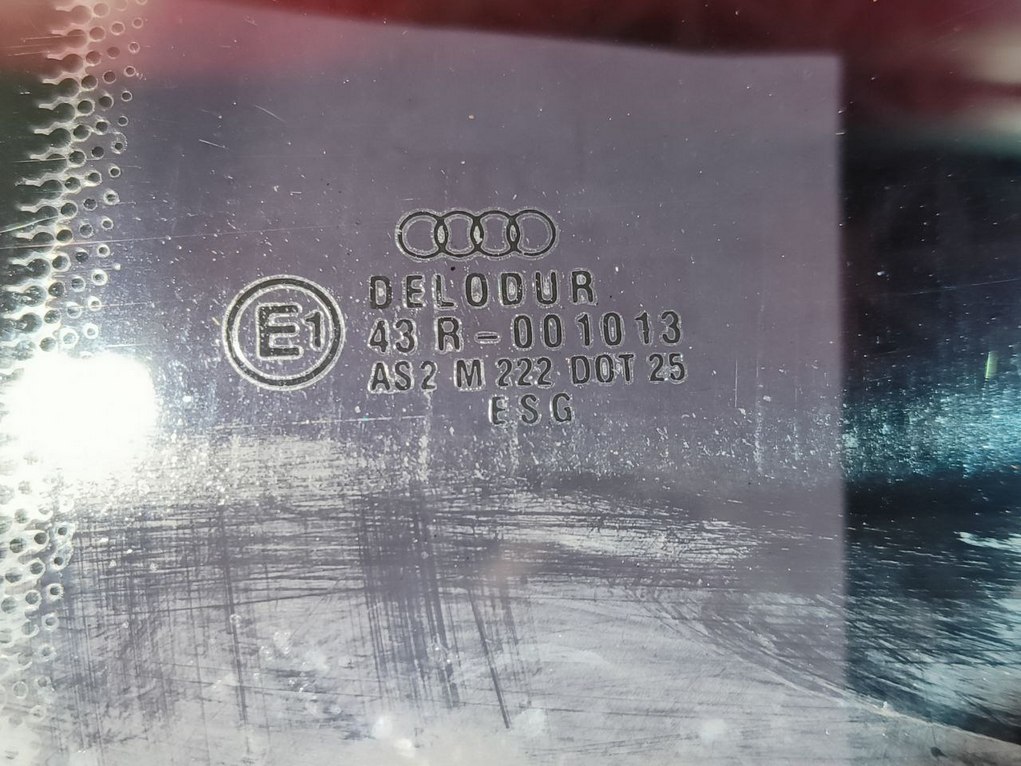 DELODUR
E1
43 R-001013
AS2 M 222 DOT 25
ESG